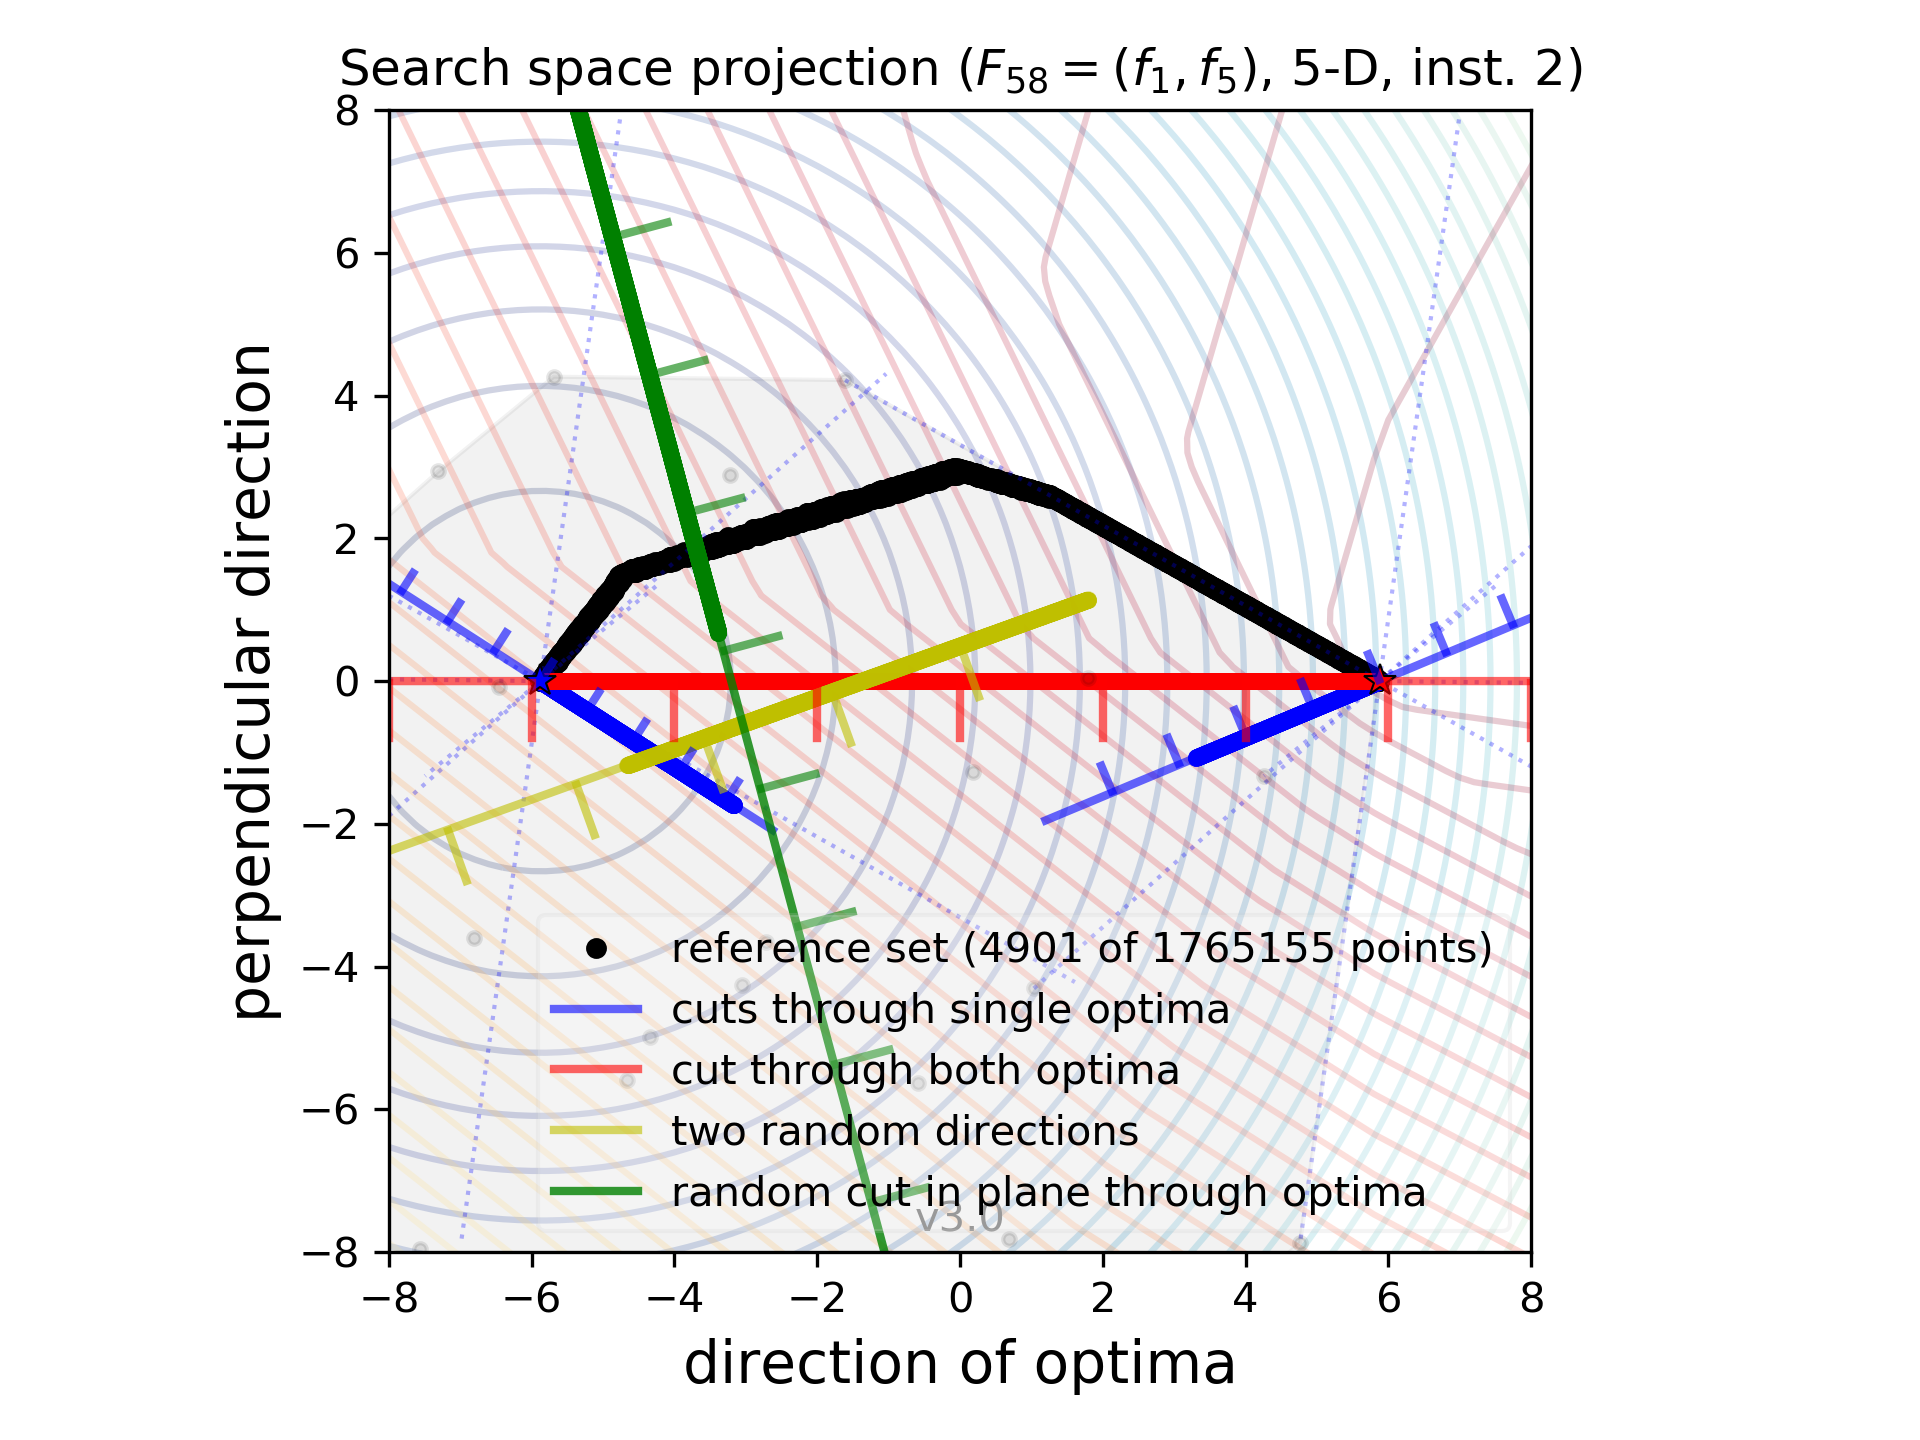 Search space projection (F₅₈ = (f₁, f₅), 5-D, inst. 2)
8
6
4
2
0
−2
−4
−6
−8
perpendicular direction
reference set (4901 of 1765155 points)
cuts through single optima
cut through both optima
two random directions
random cut in plane through optima
v3.0
−8 −6 −4 −2 0 2 4 6 8
direction of optima